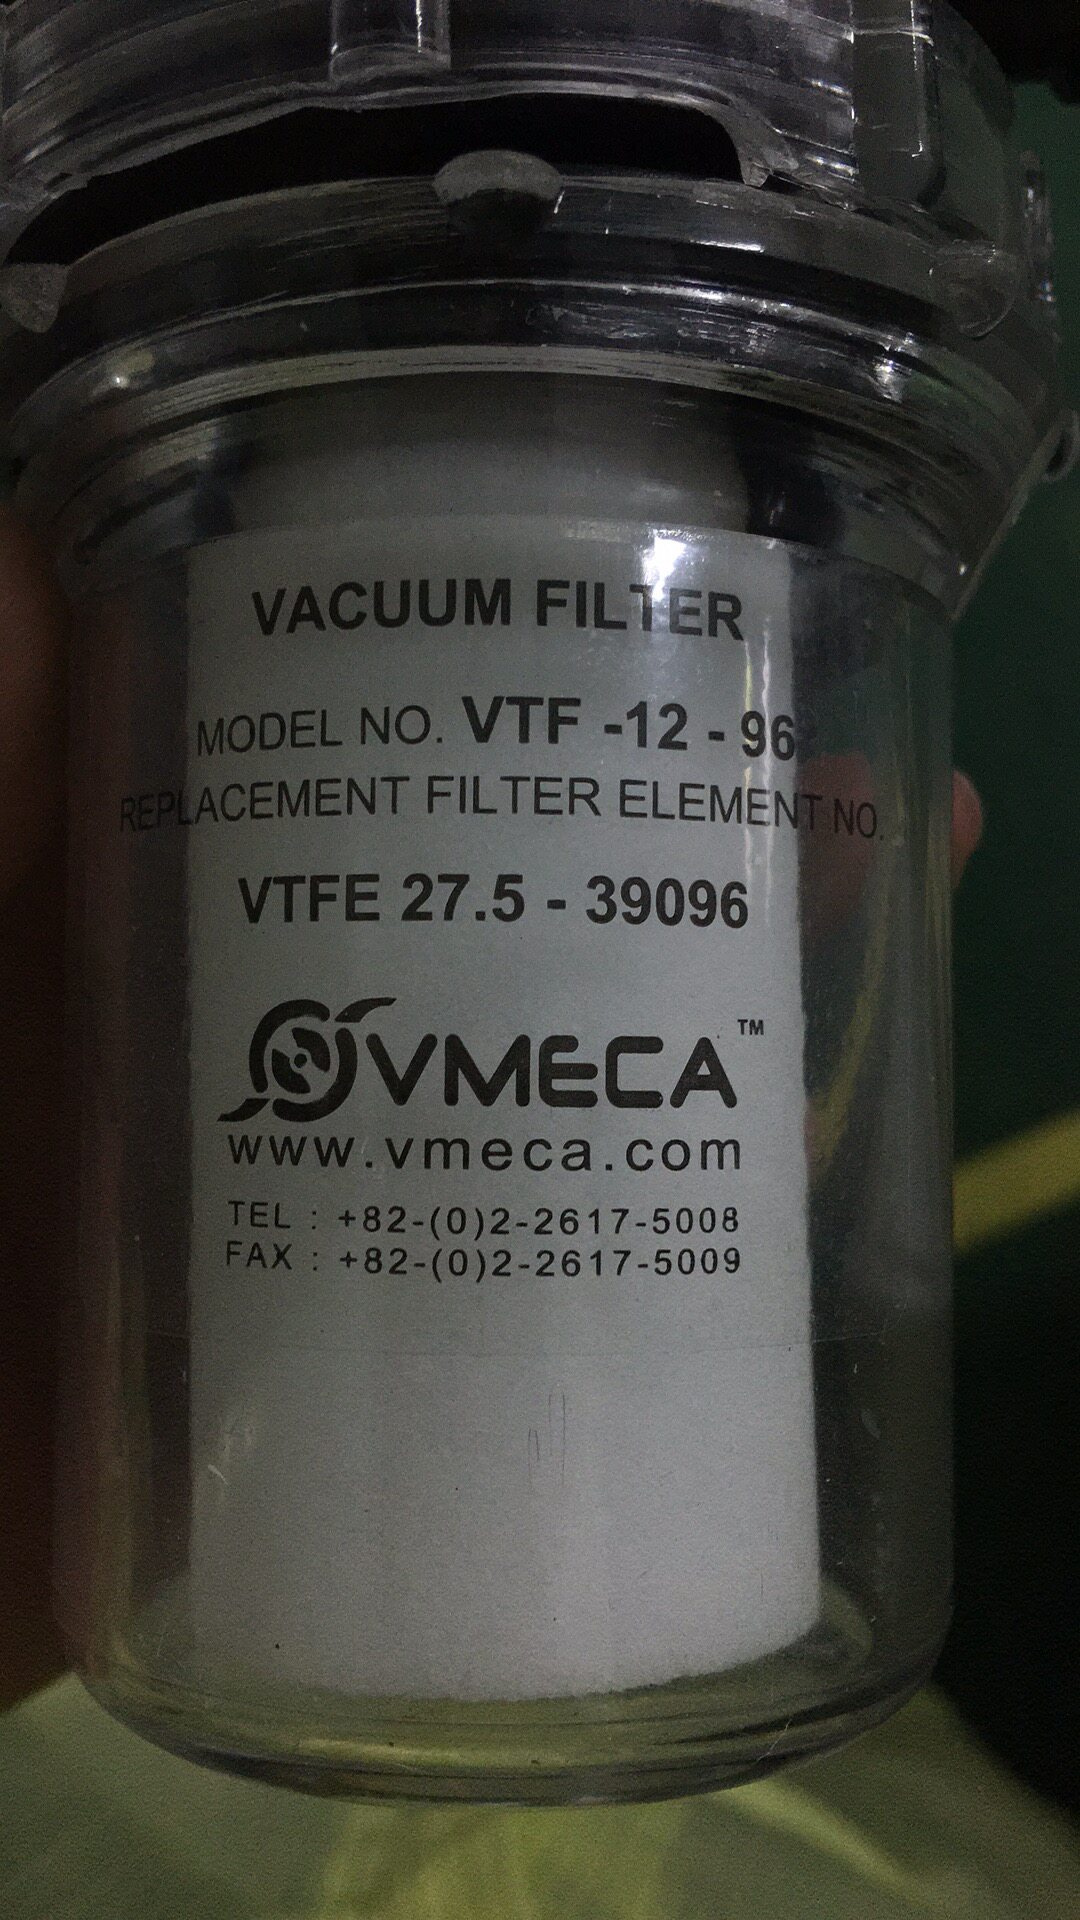 VACUUM FILTER
MODEL NO. VTF -12 - 96
REPLACEMENT FILTER ELEMENT NO.
VTFE 27.5 - 39096
VMECA™
www.vmeca.com
TEL : +82-(0)2-2617-5008
FAX : +82-(0)2-2617-5009